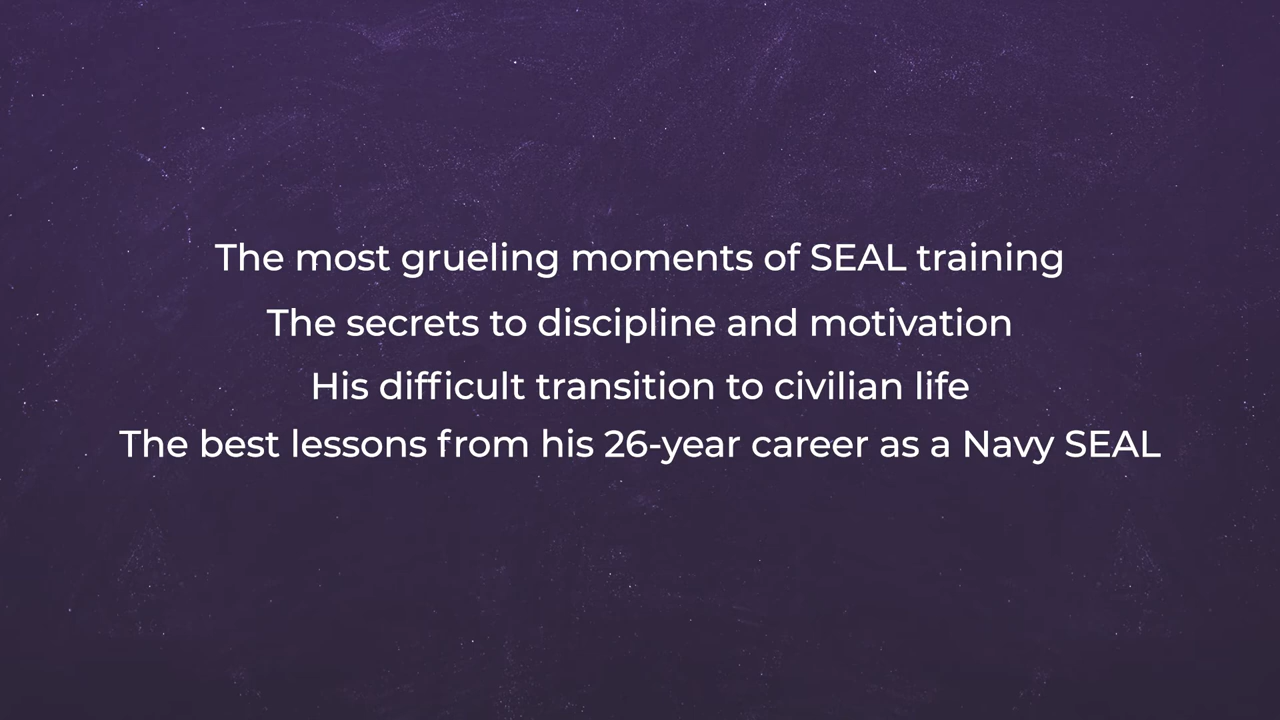 The most grueling moments of SEAL training
The secrets to discipline and motivation
His difficult transition to civilian life
The best lessons from his 26-year career as a Navy SEAL